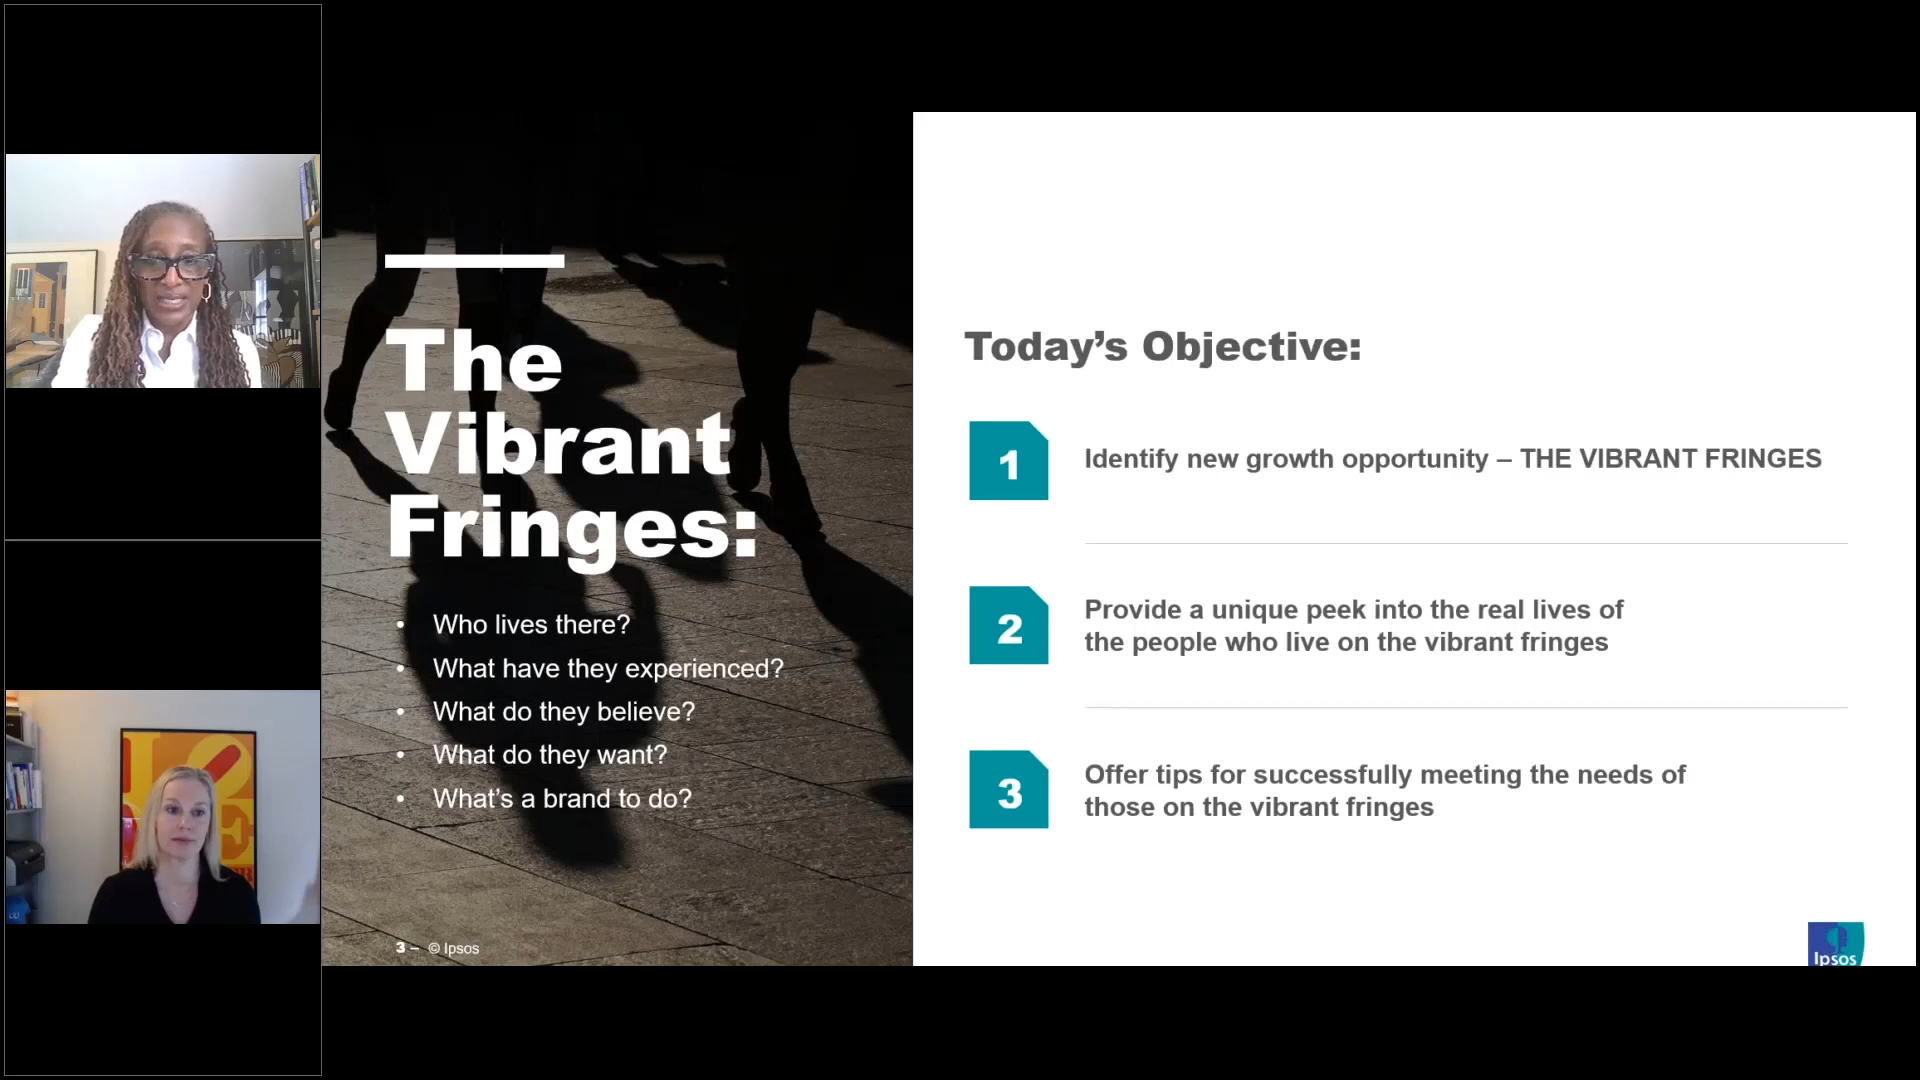 The
Vibrant
Fringes:
• Who lives there?
• What have they experienced?
• What do they believe?
• What do they want?
• What's a brand to do?
3 – © Ipsos
Today's Objective:
1
Identify new growth opportunity – THE VIBRANT FRINGES
2
Provide a unique peek into the real lives of
the people who live on the vibrant fringes
3
Offer tips for successfully meeting the needs of
those on the vibrant fringes
Ipsos